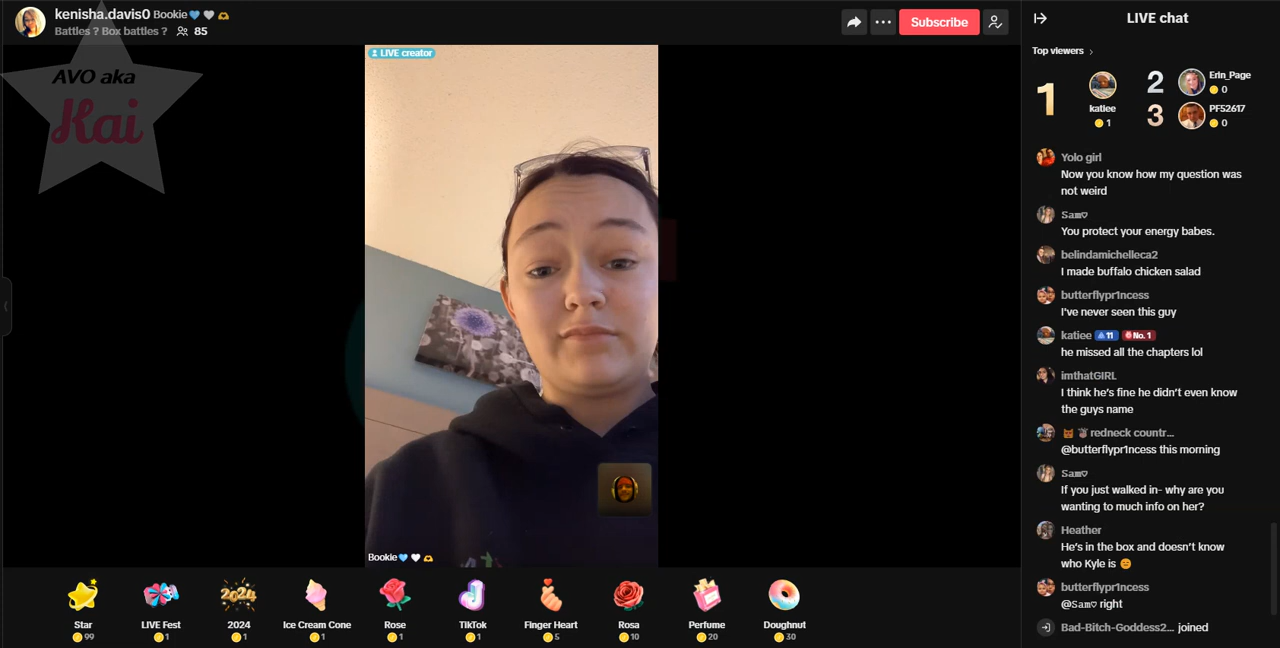 kenisha.davis0 Bookie💙🤍🫶
Battles ? Box battles ? 85
Subscribe
AVO aka
Kai
LIVE creator
Bookie💙🤍🫶
Star
99
LIVE Fest
1
2024
2024
1
Ice Cream Cone
1
Rose
1
TikTok
1
Finger Heart
5
Rosa
10
Perfume
20
Doughnut
30
LIVE chat
Top viewers
1
katiee
1
2
Erin_Page
0
3
PF52617
0
Yolo girl
Now you know how my question was
not weird
Sam♡
You protect your energy babes.
belindamichelleca2
I made buffalo chicken salad
butterflypr1ncess
I've never seen this guy
katiee 11 No. 1
he missed all the chapters lol
imthatGIRL
I think he's fine he didn't even know
the guys name
redneck countr...
@butterflypr1ncess this morning
Sam♡
If you just walked in- why are you
wanting to much info on her?
Heather
He's in the box and doesn't know
who Kyle is
butterflypr1ncess
@Sam♡ right
Bad-Bitch-Goddess2... joined